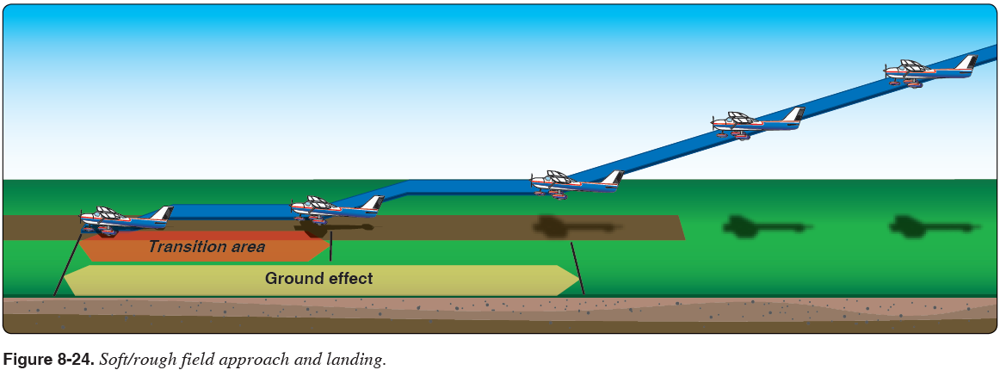 Transition area
Ground effect
Figure 8-24. Soft/rough field approach and landing.